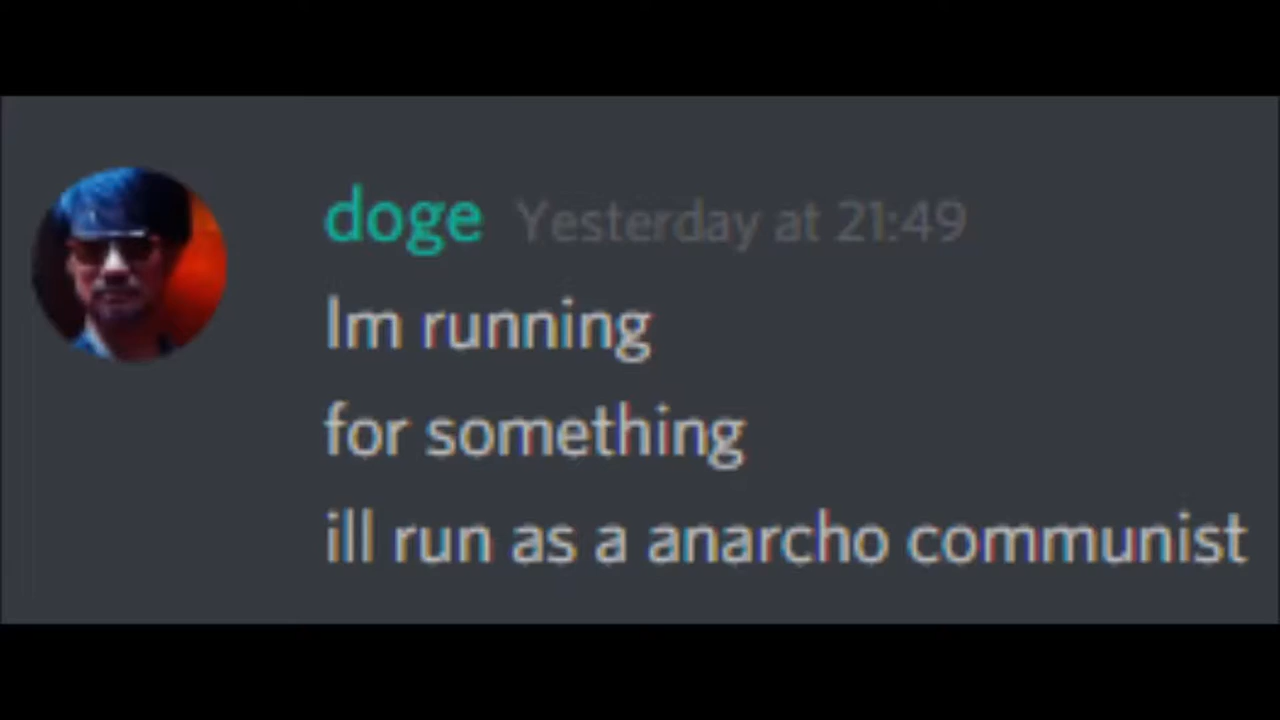 doge Yesterday at 21:49
Im running
for something
ill run as a anarcho communist